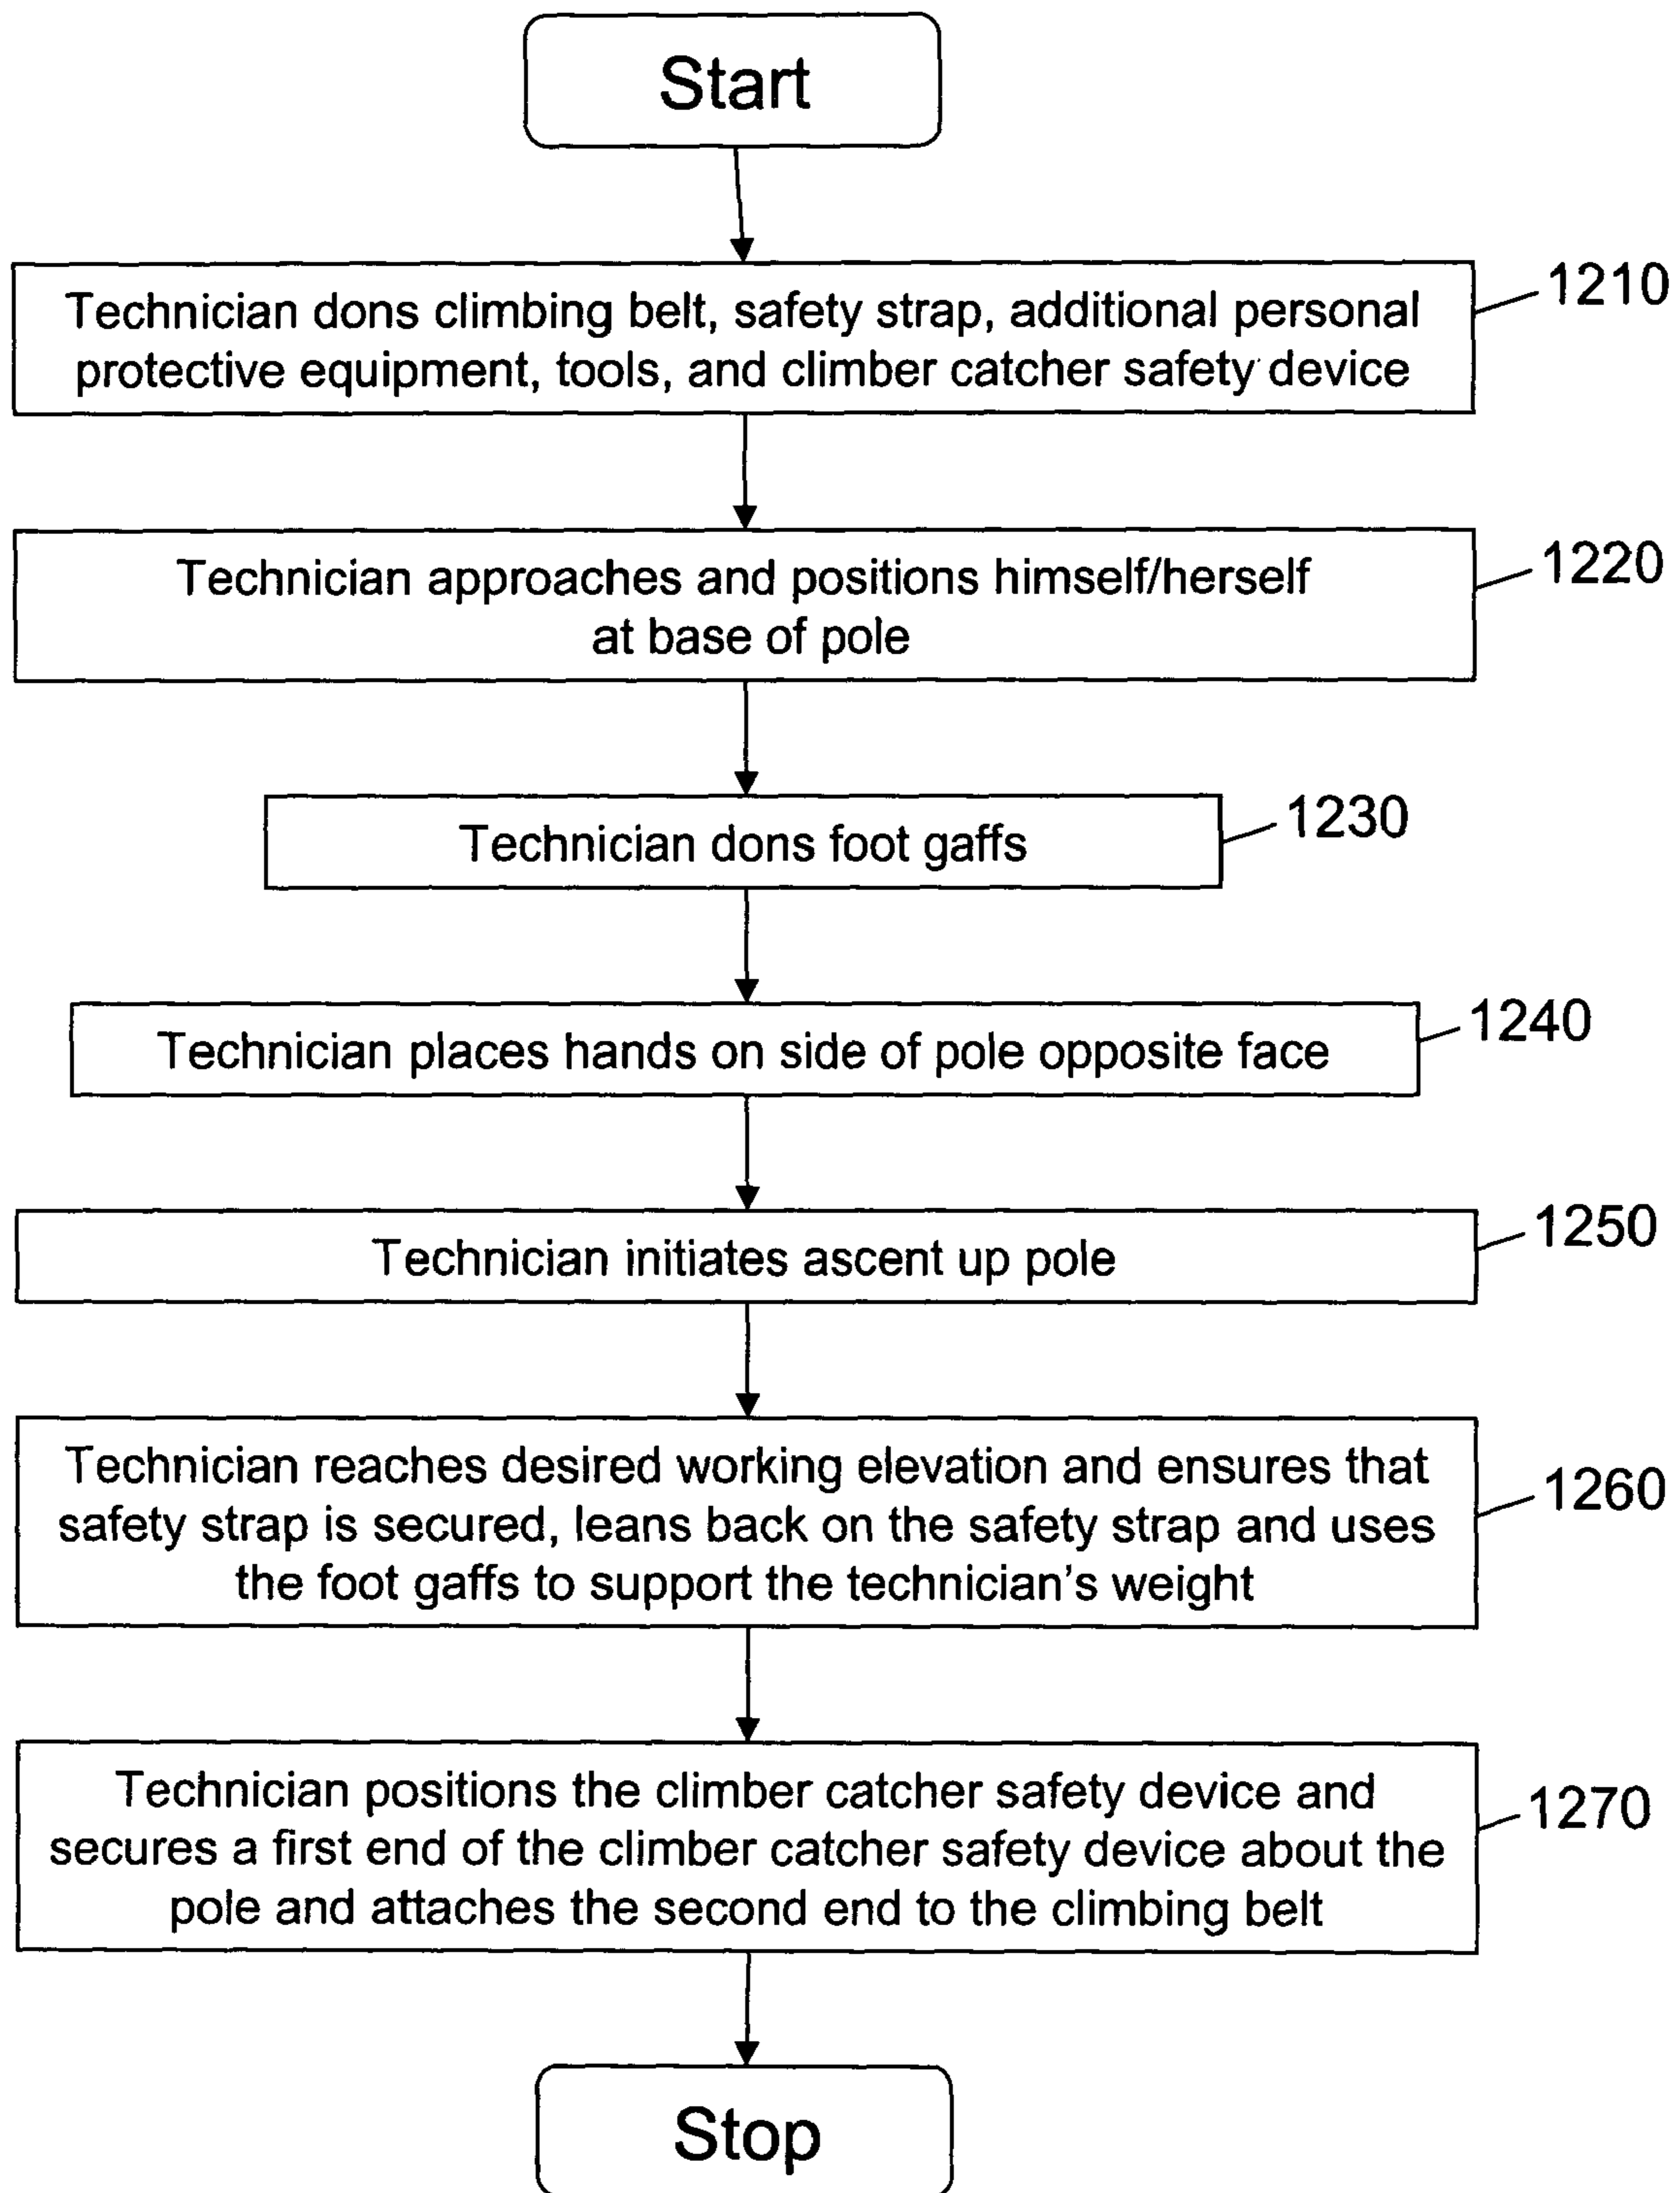 Start
Technician dons climbing belt, safety strap, additional personal
protective equipment, tools, and climber catcher safety device
1210
Technician approaches and positions himself/herself
at base of pole
1220
Technician dons foot gaffs
1230
Technician places hands on side of pole opposite face
1240
Technician initiates ascent up pole
1250
Technician reaches desired working elevation and ensures that
safety strap is secured, leans back on the safety strap and uses
the foot gaffs to support the technician's weight
1260
Technician positions the climber catcher safety device and
secures a first end of the climber catcher safety device about the
pole and attaches the second end to the climbing belt
1270
Stop